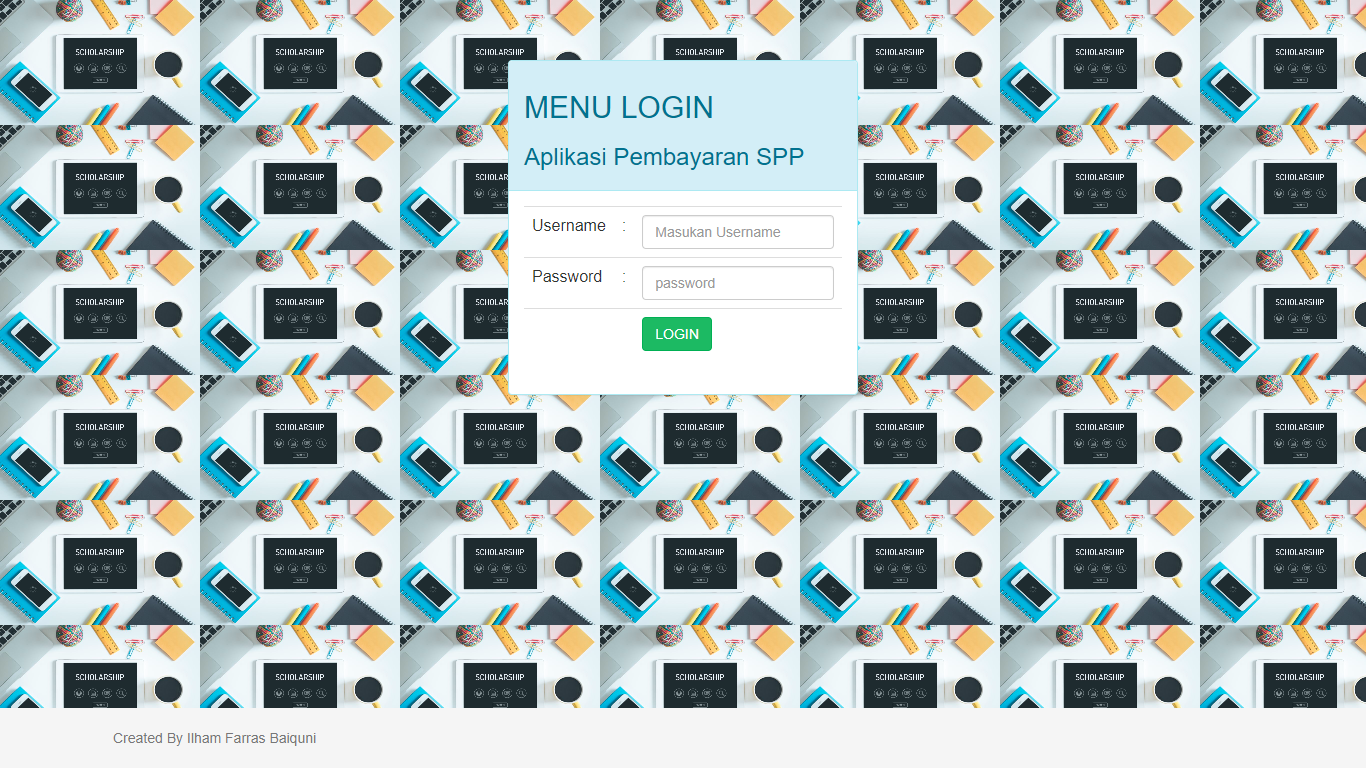 SCHOLARSHIP
MENU LOGIN
Aplikasi Pembayaran SPP
Username : Masukan Username
Password : password
LOGIN
Created By Ilham Farras Baiquni